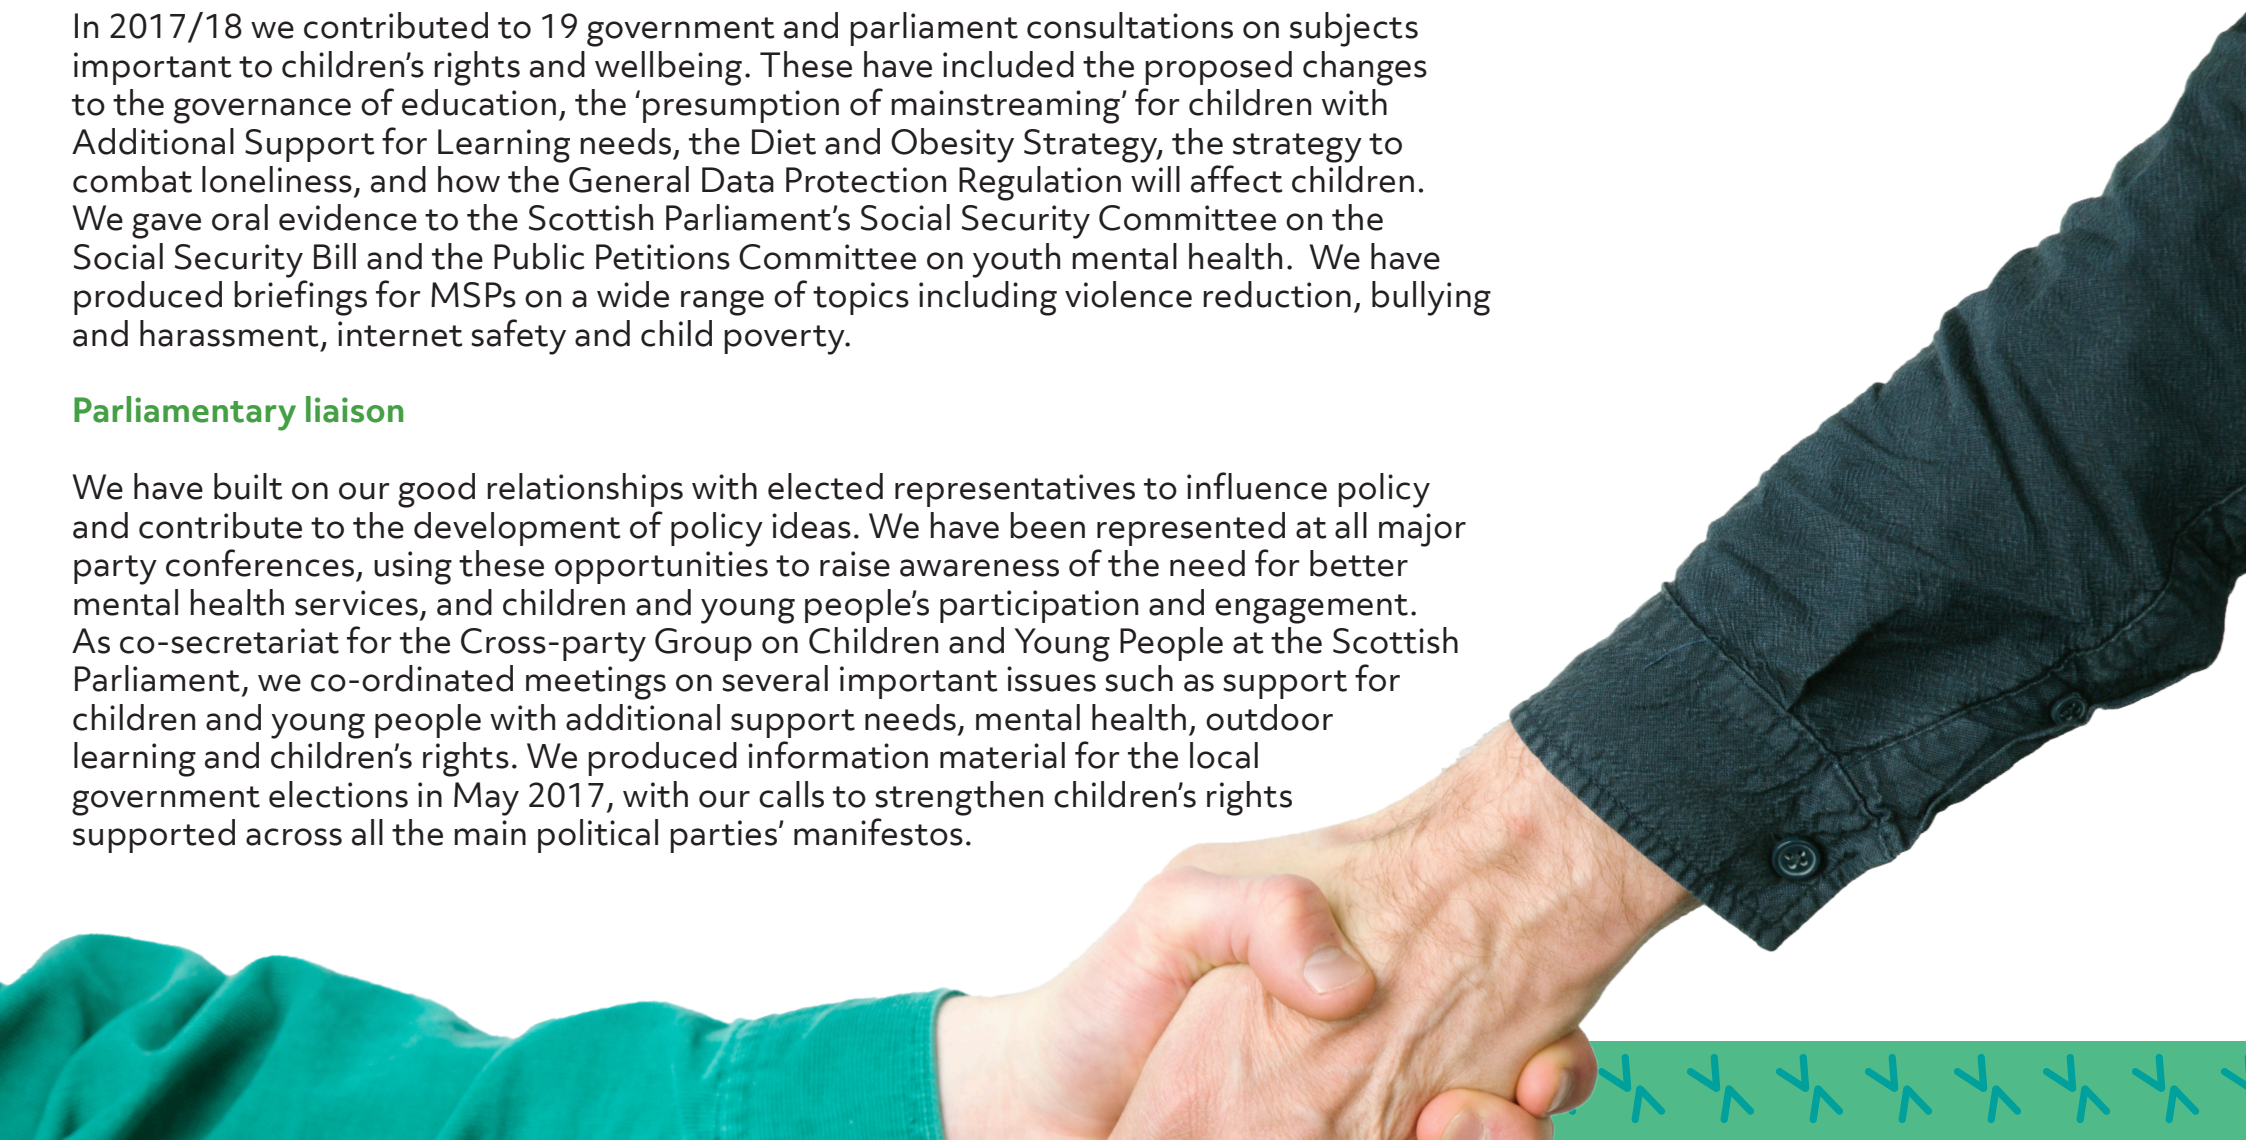 In 2017/18 we contributed to 19 government and parliament consultations on subjects
important to children’s rights and wellbeing. These have included the proposed changes
to the governance of education, the ‘presumption of mainstreaming’ for children with
Additional Support for Learning needs, the Diet and Obesity Strategy, the strategy to
combat loneliness, and how the General Data Protection Regulation will affect children.
We gave oral evidence to the Scottish Parliament’s Social Security Committee on the
Social Security Bill and the Public Petitions Committee on youth mental health.  We have
produced briefings for MSPs on a wide range of topics including violence reduction, bullying
and harassment, internet safety and child poverty.
Parliamentary liaison
We have built on our good relationships with elected representatives to influence policy
and contribute to the development of policy ideas. We have been represented at all major
party conferences, using these opportunities to raise awareness of the need for better
mental health services, and children and young people’s participation and engagement.
As co-secretariat for the Cross-party Group on Children and Young People at the Scottish
Parliament, we co-ordinated meetings on several important issues such as support for
children and young people with additional support needs, mental health, outdoor
learning and children’s rights. We produced information material for the local
government elections in May 2017, with our calls to strengthen children’s rights
supported across all the main political parties’ manifestos.